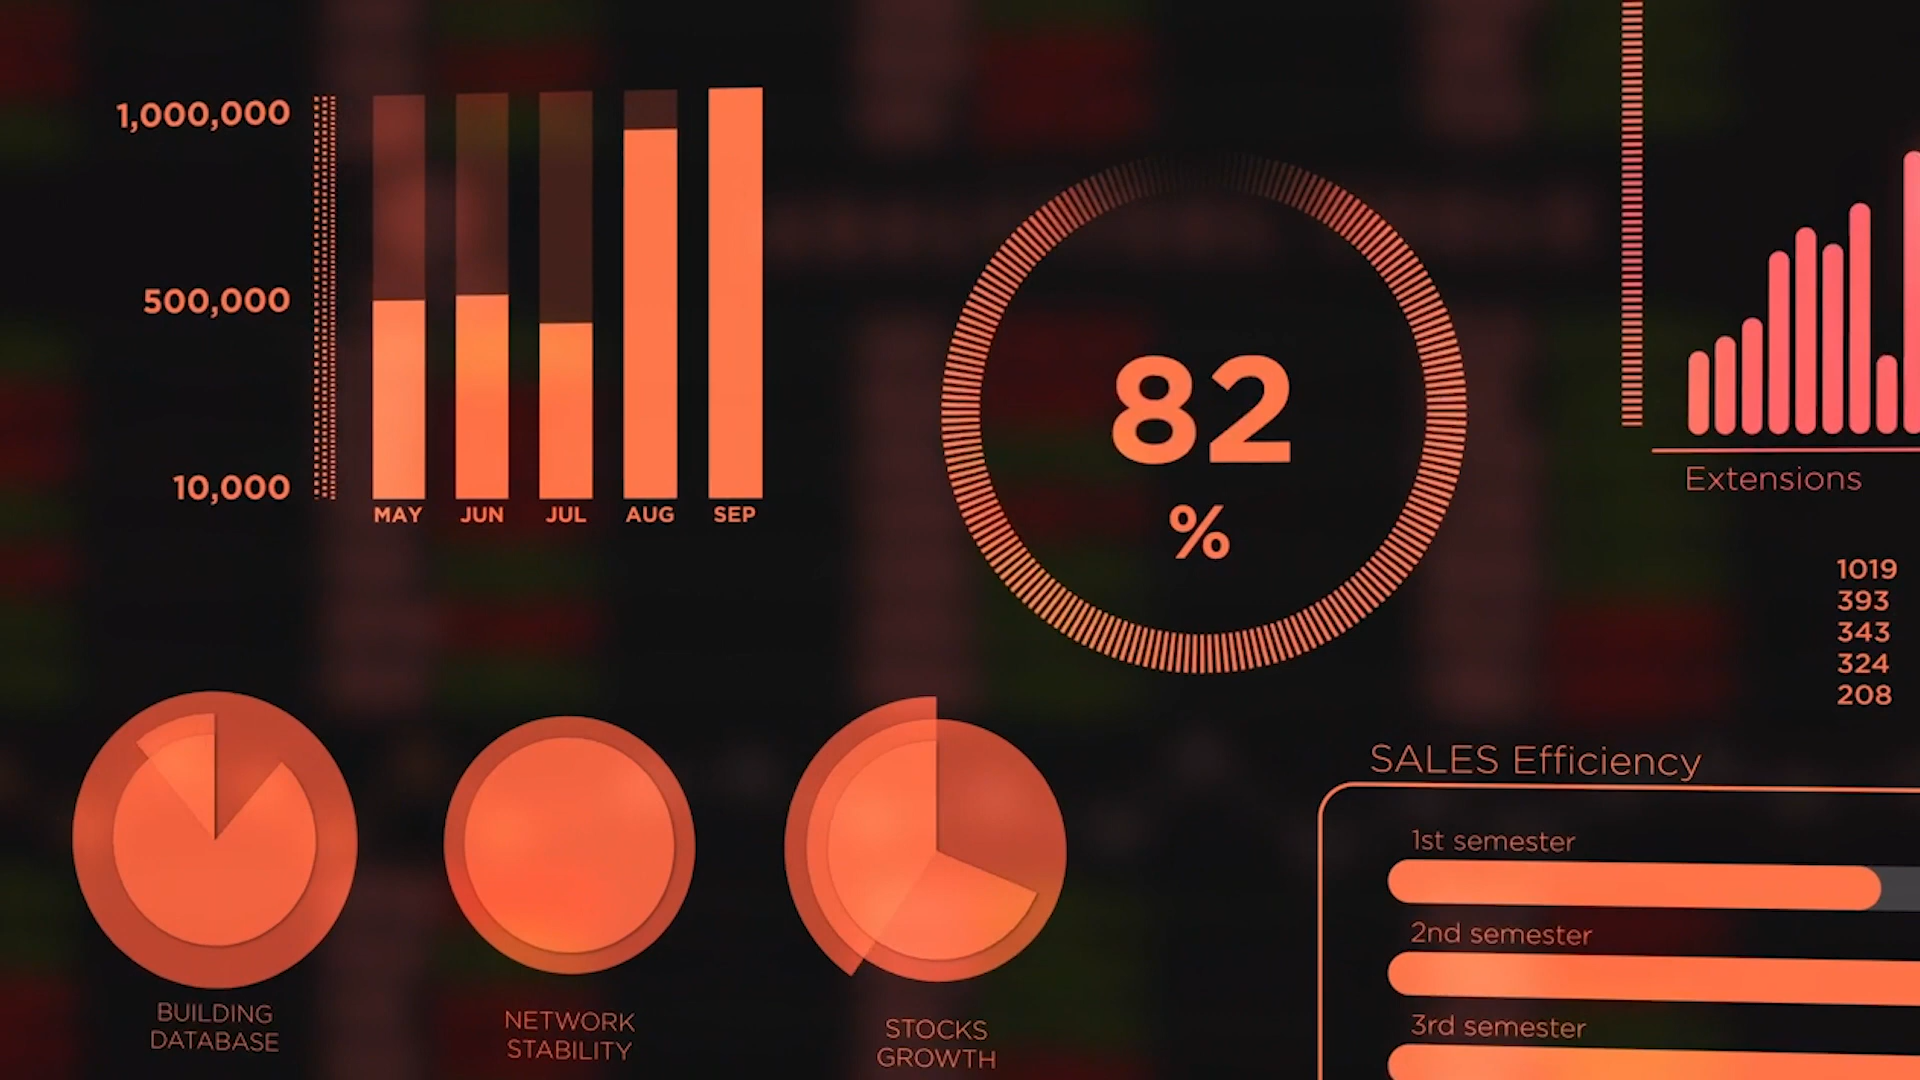 1,000,000
500,000
10,000
MAY JUN JUL AUG SEP
82
%
Extensions
1019
393
343
324
208
SALES Efficiency
1st semester
2nd semester
3rd semester
BUILDING
DATABASE
NETWORK
STABILITY
STOCKS
GROWTH